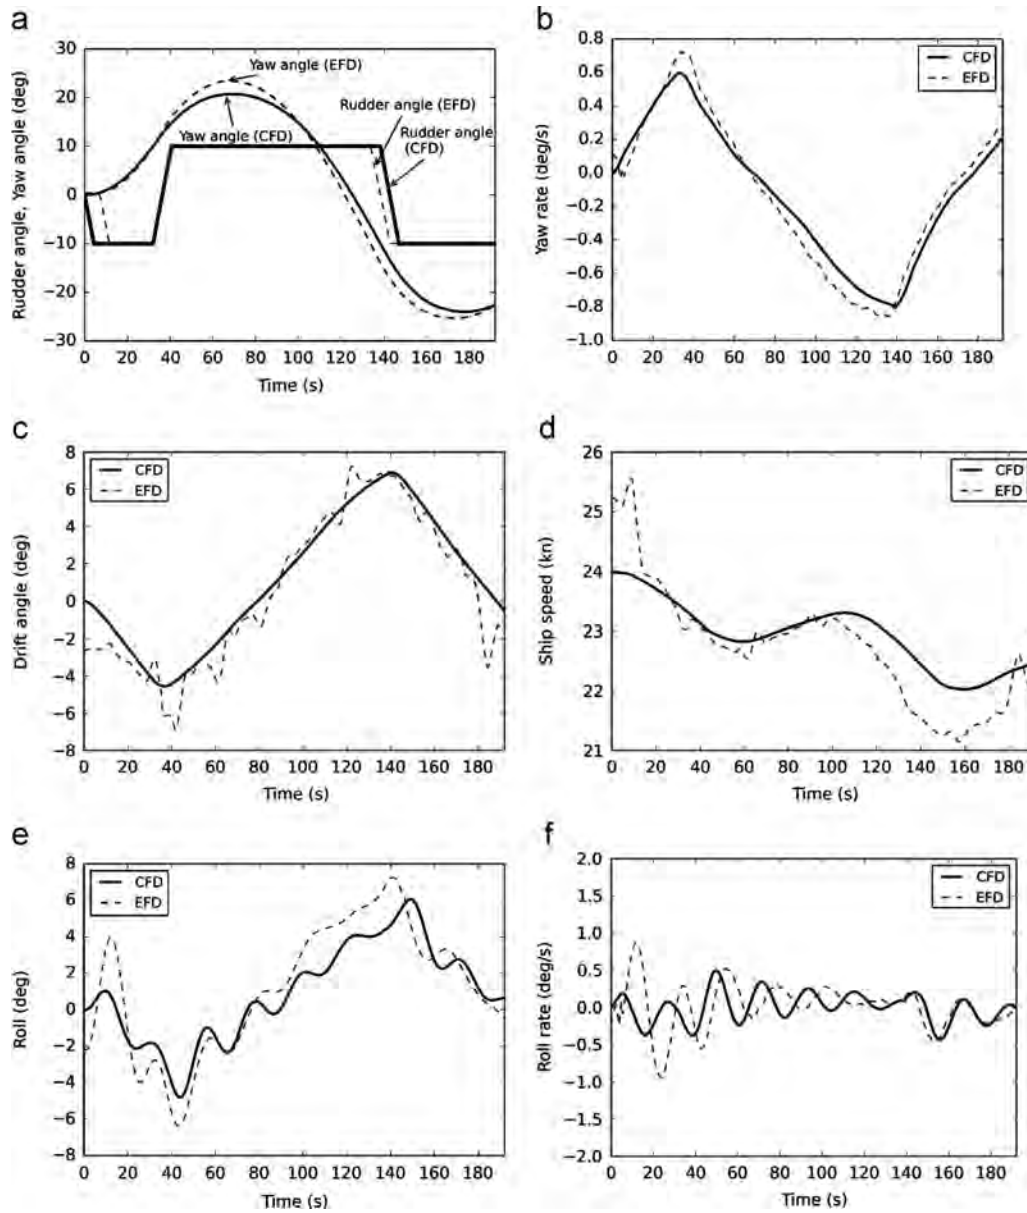 a
30
20
10
0
−10
−20
−30
Rudder angle, Yaw angle (deg)
Yaw angle (EFD)
Yaw angle (CFD)
Rudder angle (EFD)
Rudder angle
(CFD)
0 20 40 60 80 100 120 140 160 180
Time (s)
b
0.8
0.6
0.4
0.2
0.0
−0.2
−0.4
−0.6
−0.8
−1.0
Yaw rate (deg/s)
CFD
EFD
0 20 40 60 80 100 120 140 160 180
Time (s)
c
8
6
4
2
0
−2
−4
−6
−8
Drift angle (deg)
CFD
EFD
0 20 40 60 80 100 120 140 160 180
Time (s)
d
26
25
24
23
22
21
Ship speed (kn)
CFD
EFD
0 20 40 60 80 100 120 140 160 180
Time (s)
e
8
6
4
2
0
−2
−4
−6
−8
Roll (deg)
CFD
EFD
0 20 40 60 80 100 120 140 160 180
Time (s)
f
2.0
1.5
1.0
0.5
0.0
−0.5
−1.0
−1.5
−2.0
Roll rate (deg/s)
CFD
EFD
0 20 40 60 80 100 120 140 160 180
Time (s)